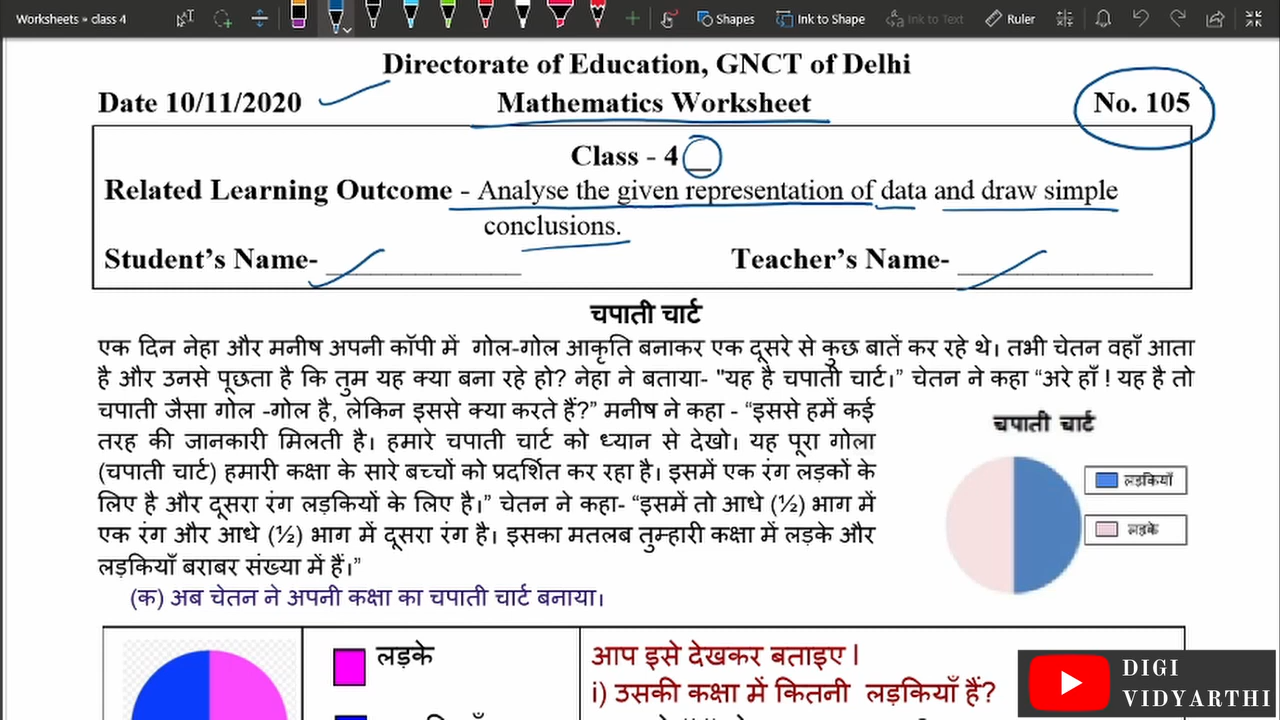 Worksheets » class 4
Shapes
Ink to Shape
Ink to Text
Ruler
Directorate of Education, GNCT of Delhi
Date 10/11/2020 Mathematics Worksheet No. 105
Class - 4
Related Learning Outcome - Analyse the given representation of data and draw simple
conclusions.
Student’s Name- _______________ Teacher’s Name- _______________
चपाती चार्ट
एक दिन नेहा और मनीष अपनी कॉपी में गोल-गोल आकृति बनाकर एक दूसरे से कुछ बातें कर रहे थे। तभी चेतन वहाँ आता
है और उनसे पूछता है कि तुम यह क्या बना रहे हो? नेहा ने बताया- "यह है चपाती चार्ट।” चेतन ने कहा “अरे हाँ ! यह है तो
चपाती जैसा गोल -गोल है, लेकिन इससे क्या करते हैं?” मनीष ने कहा - “इससे हमें कई
तरह की जानकारी मिलती है। हमारे चपाती चार्ट को ध्यान से देखो। यह पूरा गोला
(चपाती चार्ट) हमारी कक्षा के सारे बच्चों को प्रदर्शित कर रहा है। इसमें एक रंग लड़कों के
लिए है और दूसरा रंग लड़कियों के लिए है।” चेतन ने कहा- “इसमें तो आधे (½) भाग में
एक रंग और आधे (½) भाग में दूसरा रंग है। इसका मतलब तुम्हारी कक्षा में लड़के और
लड़कियाँ बराबर संख्या में हैं।”
चपाती चार्ट
लड़कियाँ
लड़के
(क) अब चेतन ने अपनी कक्षा का चपाती चार्ट बनाया।
लड़के
आप इसे देखकर बताइए |
i) उसकी कक्षा में कितनी लड़कियाँ हैं?
DIGI
VIDYARTHI